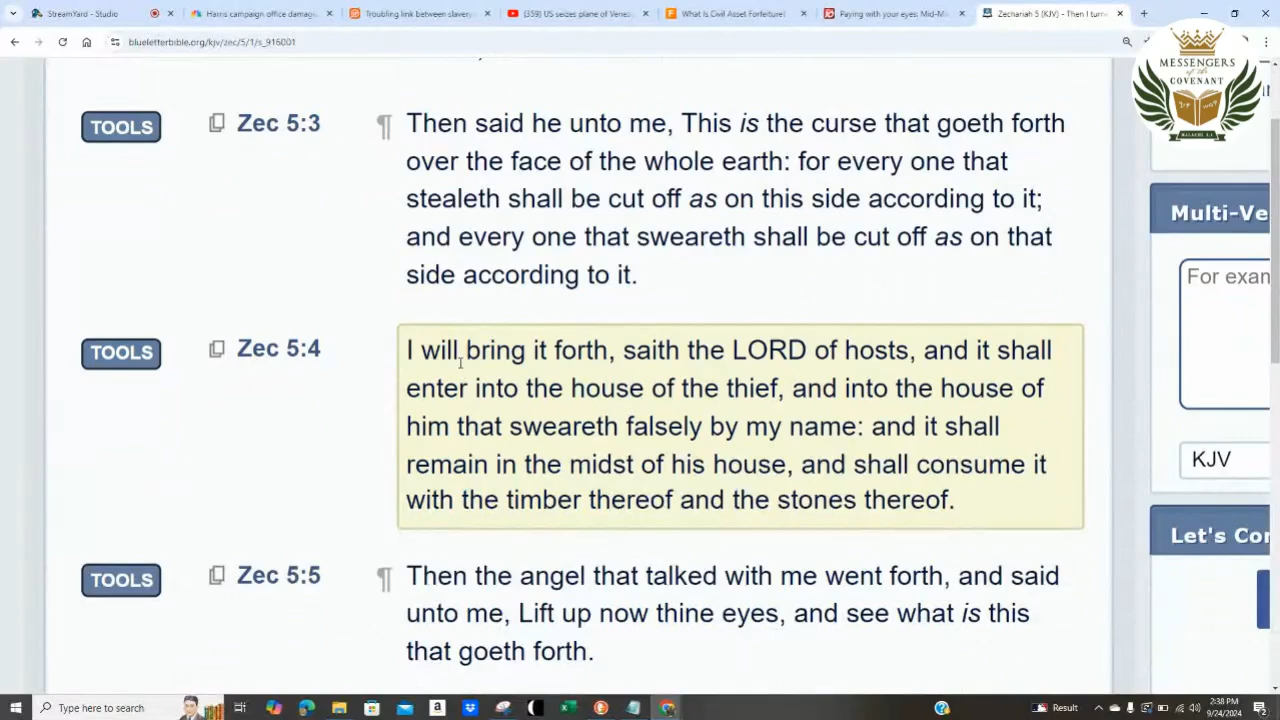 StreamYard - Studio
Harris campaign office damag
Troubling link between slavery
(359) US seizes plane of Venez
What Is Civil Asset Forfeiture?
Paying with your eyes: Mid-M
Zechariah 5 (KJV) - Then I turn
blueletterbible.org/kjv/zec/5/1/s_916001
MESSENGERS
of the
COVENANT
MALACHI 3:1
TOOLS
Zec 5:3
¶ Then said he unto me, This is the curse that goeth forth
over the face of the whole earth: for every one that
stealeth shall be cut off as on this side according to it;
and every one that sweareth shall be cut off as on that
side according to it.
TOOLS
Zec 5:4
I will bring it forth, saith the LORD of hosts, and it shall
enter into the house of the thief, and into the house of
him that sweareth falsely by my name: and it shall
remain in the midst of his house, and shall consume it
with the timber thereof and the stones thereof.
TOOLS
Zec 5:5
¶ Then the angel that talked with me went forth, and said
unto me, Lift up now thine eyes, and see what is this
that goeth forth.
Multi-Ve
For exan
KJV
Let's Cor
Type here to search
Result
2:38 PM
9/24/2024